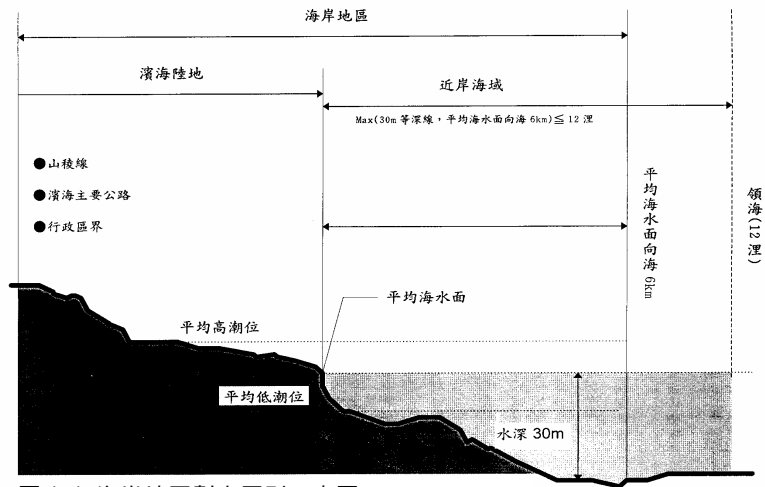 海岸地區
濱海陸地
近岸海域
Max(30m 等深線，平均海水面向海 6km)≦ 12 浬
●山稜線
●濱海主要公路
●行政區界
平均海水面向海 6km
領海(12浬)
平均海水面
平均高潮位
平均低潮位
水深 30m